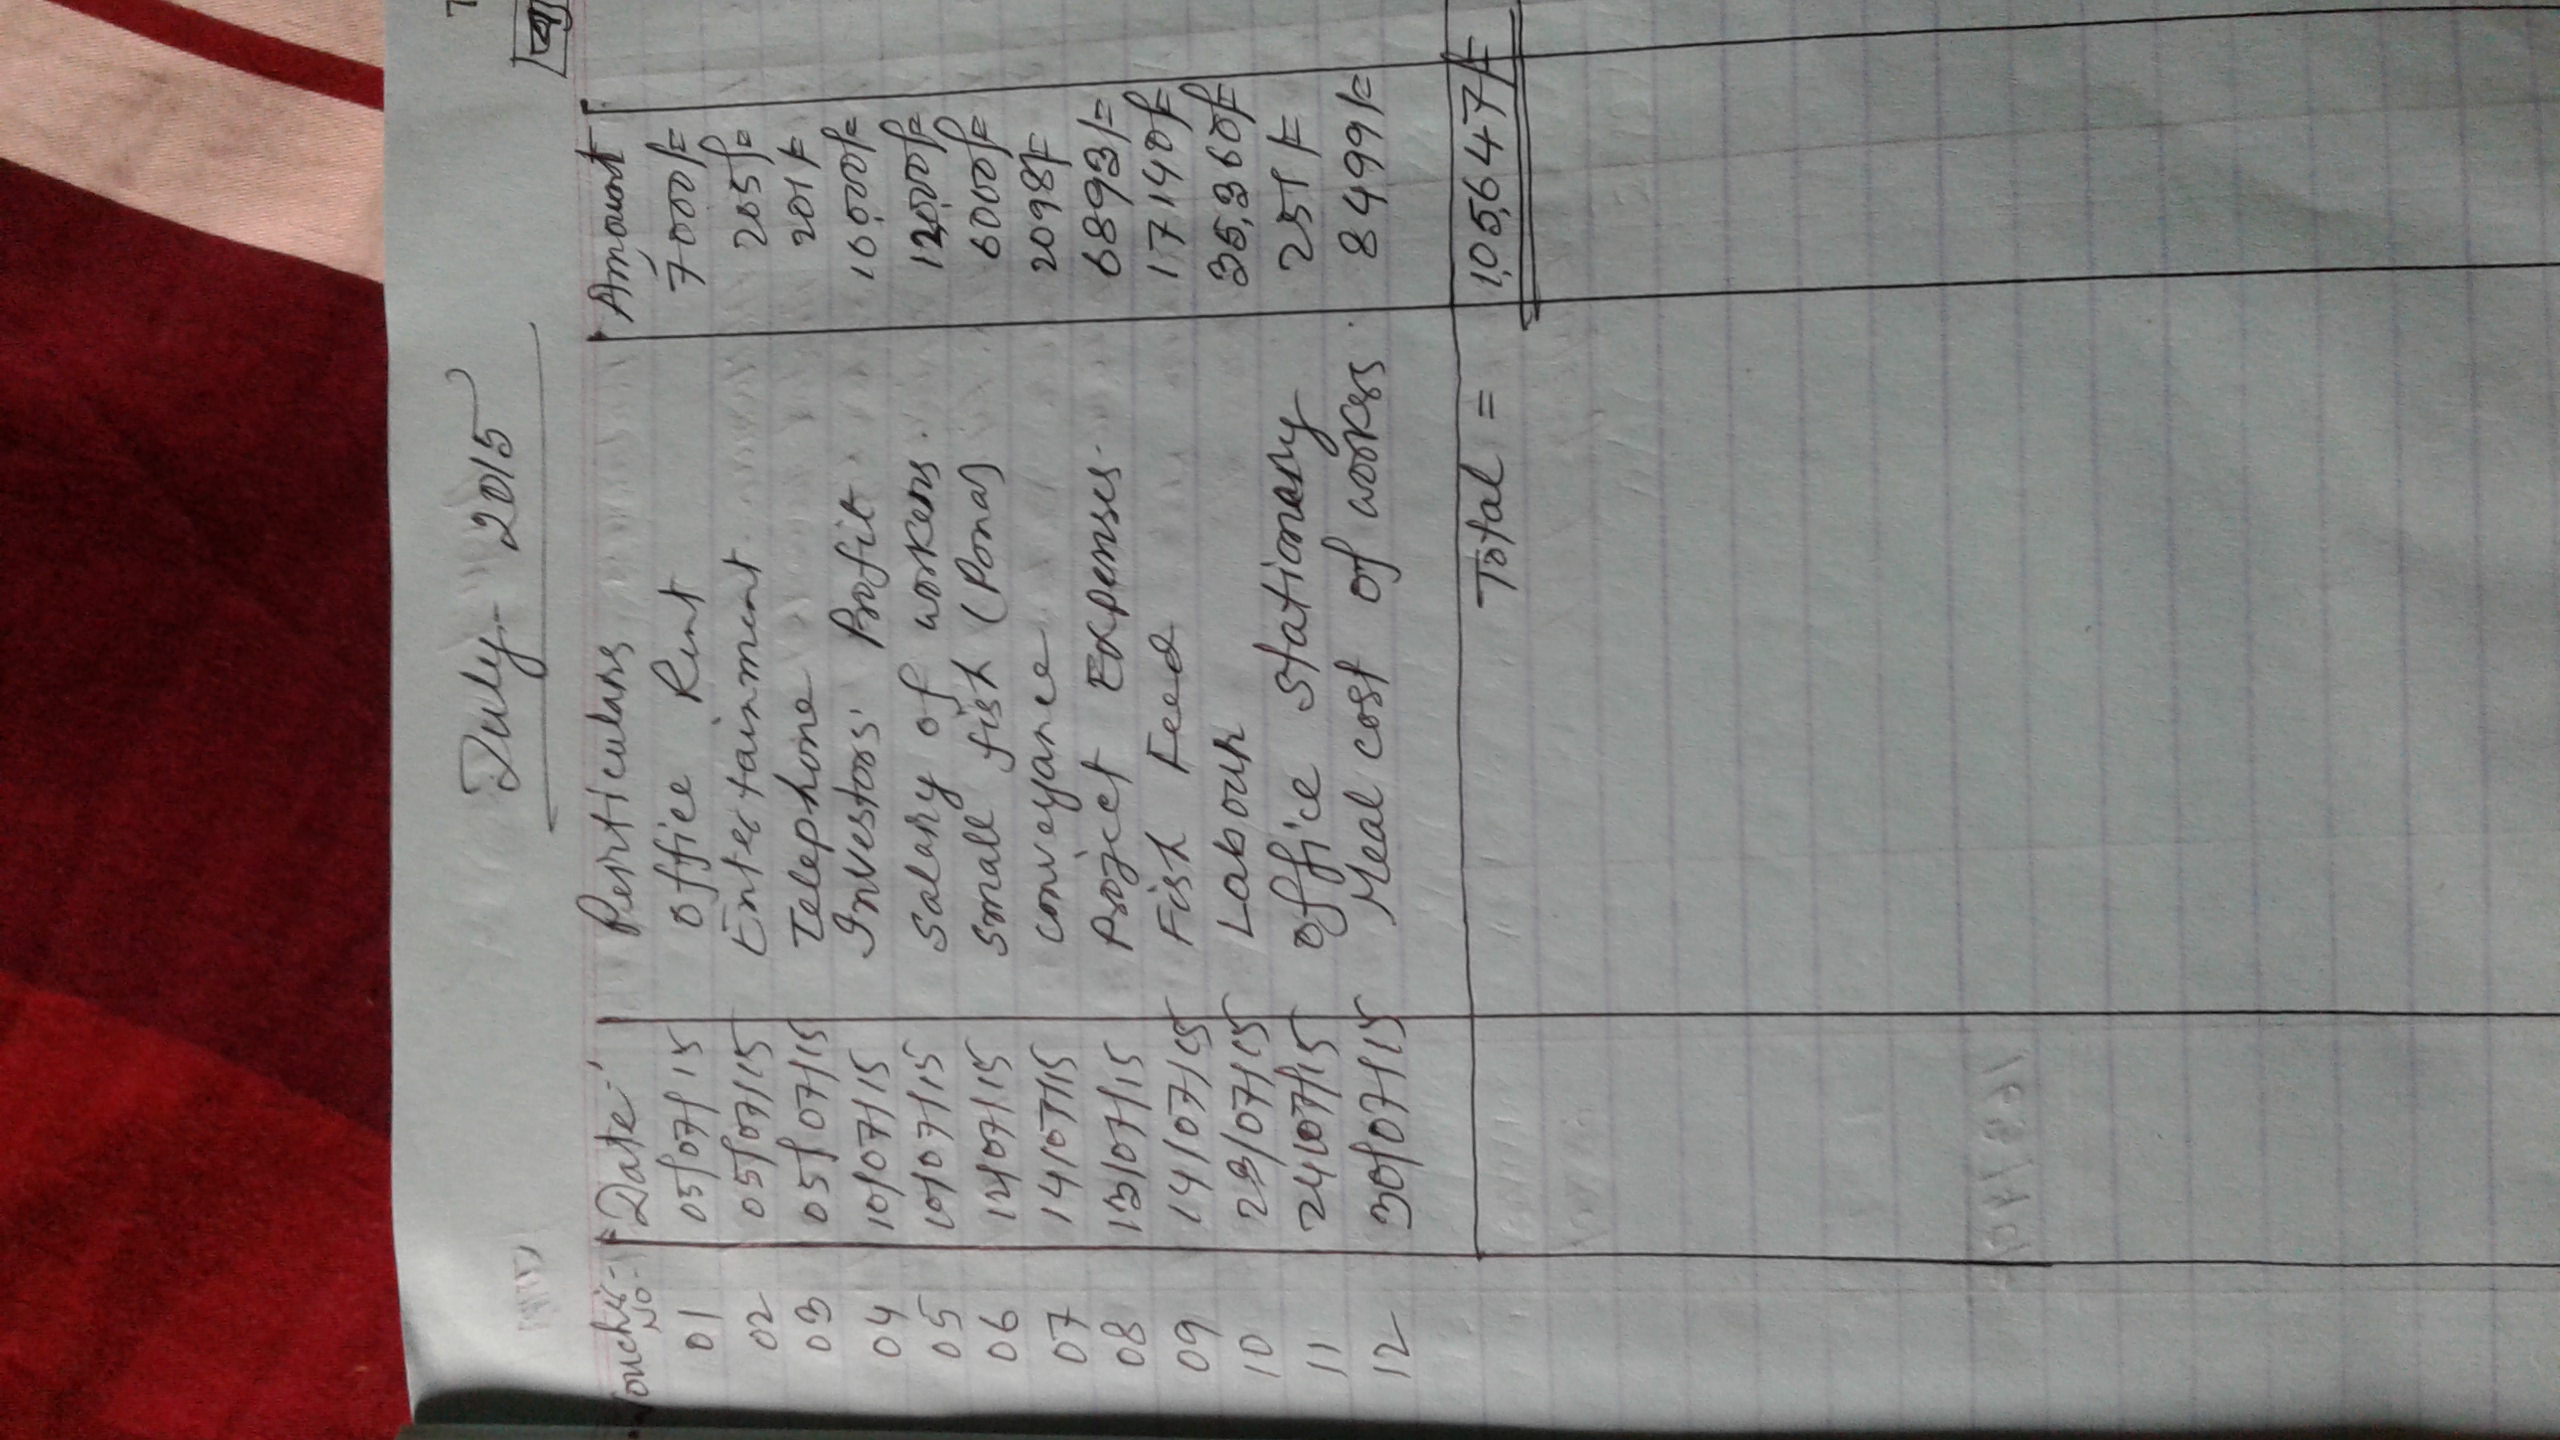 July - 2015
Voucher No Date Perticulars Amount
01 05/07/15 Office Rent 7000/=
02 05/07/15 Entertainment 205/=
03 05/07/15 Telephone 201/=
04 10/07/15 Investors' Profit 10,000/=
05 10/07/15 Salary of workers. 12,000/=
06 12/07/15 Small fish (Pona) 6000/=
07 14/07/15 Conveyance 2098/=
08 13/07/15 Project Expenses 6893/=
09 14/07/15 Fish Feed 17140/=
10 23/07/15 Labour 35,360/=
11 24/07/15 Office Stationary 251/=
12 30/07/15 Meal cost of workers 8499/=
Total = 1,05,647/=